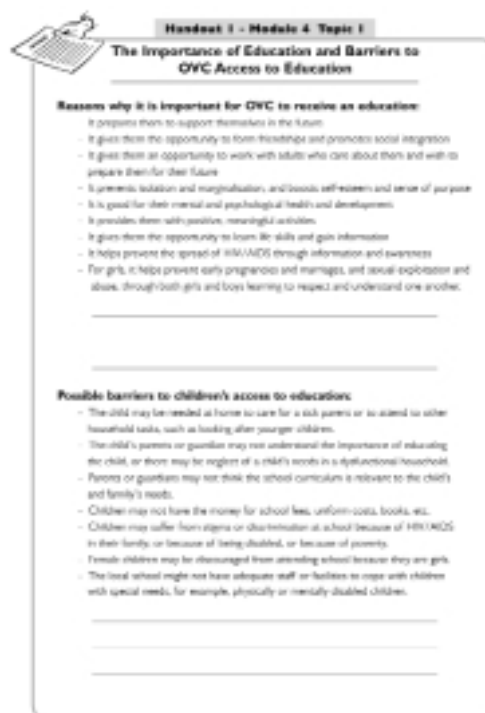 Handout 1 - Module 4 Topic 1
The Importance of Education and Barriers to
OVC Access to Education
Reasons why it is important for OVC to receive an education:
It prepares them to support themselves in the future
- It gives them the opportunity to form friendships and promotes social integration
- It gives them an opportunity to work with adults who care about them and wish to
prepare them for their future
- It prevents isolation and marginalisation, and boosts self-esteem and sense of purpose
- It is good for their mental and psychological health and development
- It provides them with positive, meaningful activities
- It gives them the opportunity to learn life skills and gain information
- It helps prevent the spread of HIV/AIDS through information and awareness
- For girls, it helps prevent early pregnancies and marriages, and sexual exploitation and
abuse, through both girls and boys learning to respect and understand one another.
Possible barriers to children's access to education:
- The child may be needed at home to care for a sick parent or to attend to other
household tasks, such as looking after younger children.
- The child's parents or guardian may not understand the importance of educating
the child, or there may be neglect of a child's needs in a dysfunctional household.
- Parents or guardians may not think the school curriculum is relevant to the child's
and family's needs.
- Children may not have the money for school fees, uniform costs, books, etc.
- Children may suffer from stigma or discrimination at school because of HIV/AIDS
in their family, or because of being disabled, or because of poverty.
- Female children may be discouraged from attending school because they are girls.
- The local school might not have adequate staff or facilities to cope with children
with special needs, for example, physically or mentally disabled children.